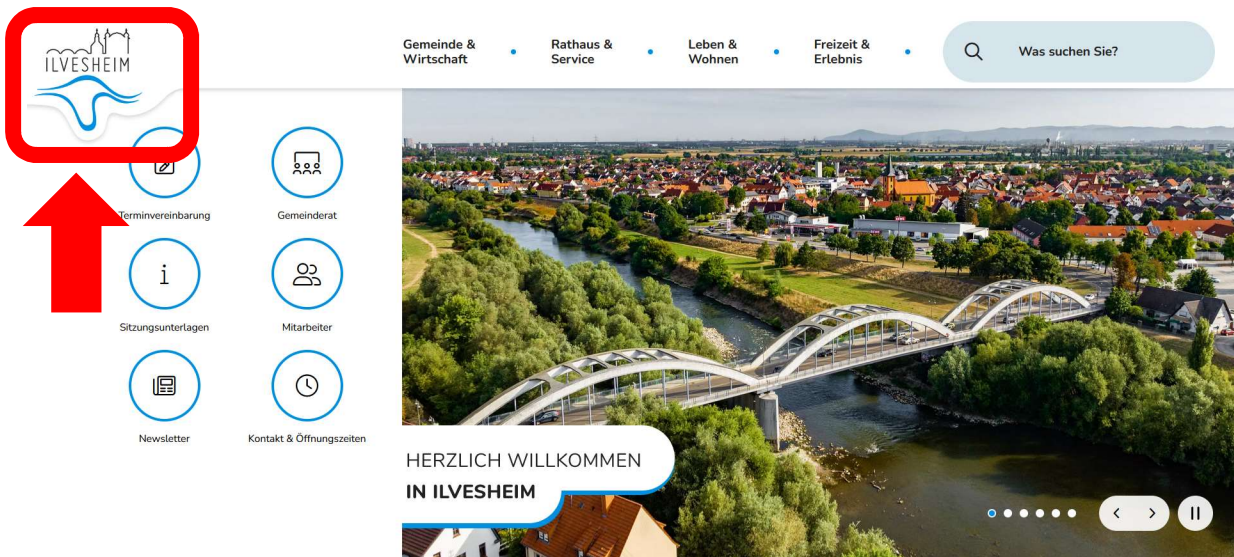 ILVESHEIM
Gemeinde &
Wirtschaft
Rathaus &
Service
Leben &
Wohnen
Freizeit &
Erlebnis
Was suchen Sie?
Terminvereinbarung
Gemeinderat
i
Sitzungsunterlagen
Mitarbeiter
Newsletter
Kontakt & Öffnungszeiten
HERZLICH WILLKOMMEN
IN ILVESHEIM